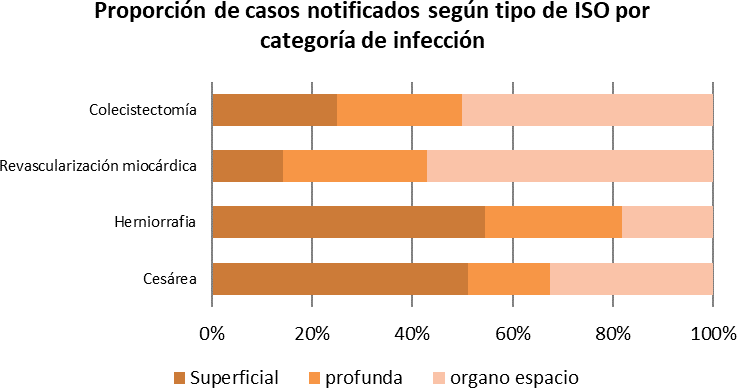 Proporción de casos notificados según tipo de ISO por
categoría de infección
Colecistectomía
Revascularización miocárdica
Herniorrafia
Cesárea
0% 20% 40% 60% 80% 100%
Superficial profunda organo espacio